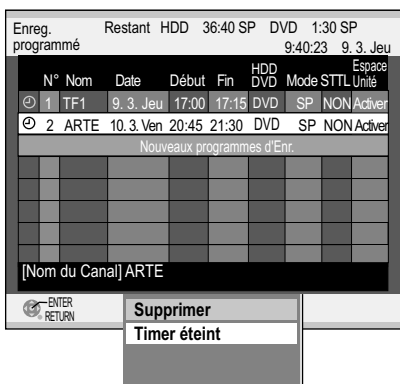 Enreg. programmé
Restant HDD 36:40 SP DVD 1:30 SP
9:40:23 9. 3. Jeu
N° Nom Date Début Fin HDD DVD Mode STTL Espace Unité
1 TF1 9. 3. Jeu 17:00 17:15 DVD SP NON Activer
2 ARTE 10. 3. Ven 20:45 21:30 DVD SP NON Activer
Nouveaux programmes d'Enr.
[Nom du Canal] ARTE
ENTER
RETURN
Supprimer
Timer éteint